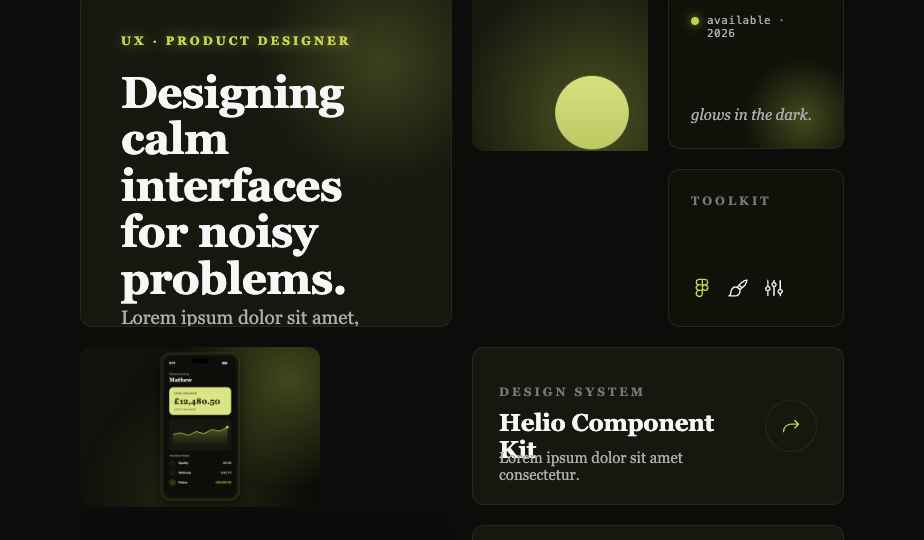 UX · PRODUCT DESIGNER
Designing
calm
interfaces
for noisy
problems.
Lorem ipsum dolor sit amet,
available ·
2026
glows in the dark.
TOOLKIT
Mathew
£12,480.50
DESIGN SYSTEM
Helio Component
Kit
Lorem ipsum dolor sit amet
consectetur.